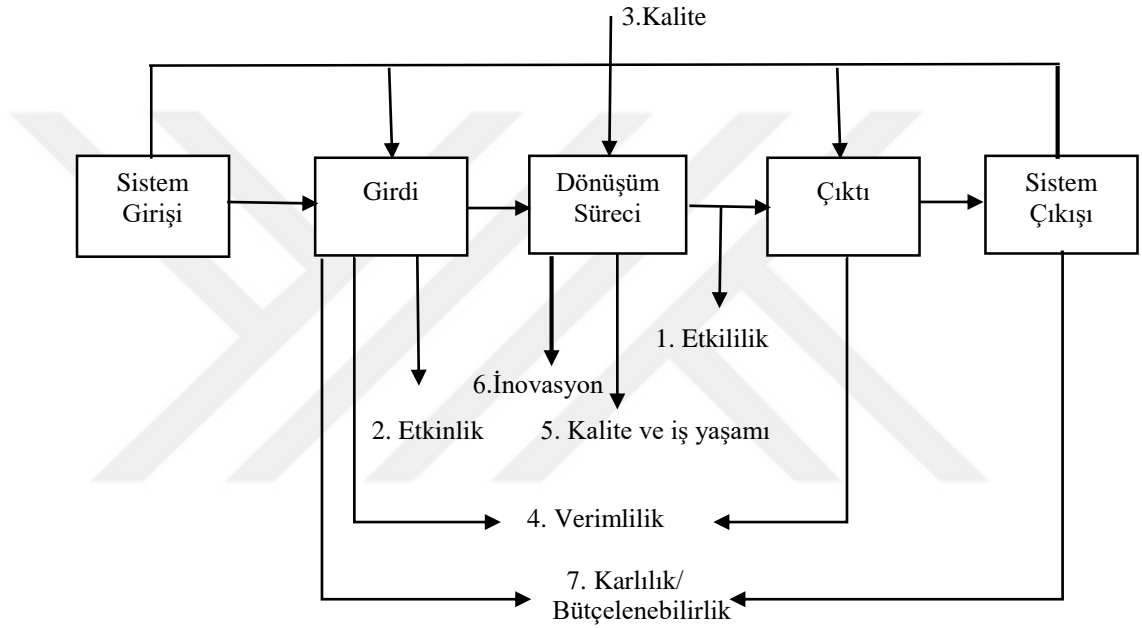 3.Kalite
Sistem
Girişi
Girdi
Dönüşüm
Süreci
Çıktı
Sistem
Çıkışı
1. Etkililik
6.İnovasyon
2. Etkinlik
5. Kalite ve iş yaşamı
4. Verimlilik
7. Karlılık/
Bütçelenebilirlik